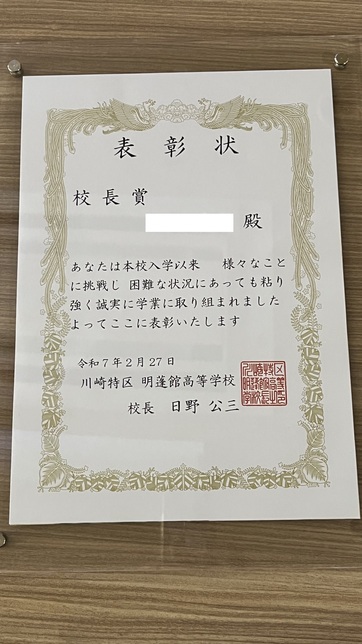 表彰状
校長賞
殿
あなたは本校入学以来 様々なこと
に挑戦し 困難な状況にあっても粘り
強く誠実に学業に取り組まれました
よってここに表彰いたします
令和7年2月27日
川崎特区 明蓬館高等学校
校長 日野 公三